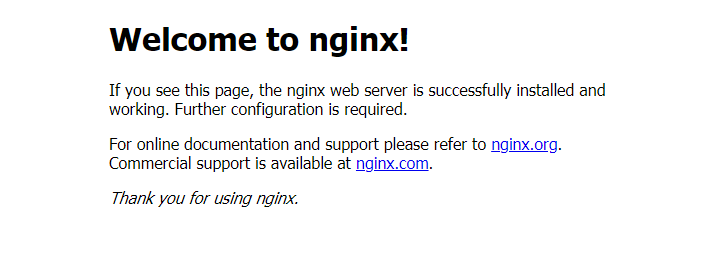 Welcome to nginx!
If you see this page, the nginx web server is successfully installed and
working. Further configuration is required.
For online documentation and support please refer to nginx.org.
Commercial support is available at nginx.com.
Thank you for using nginx.